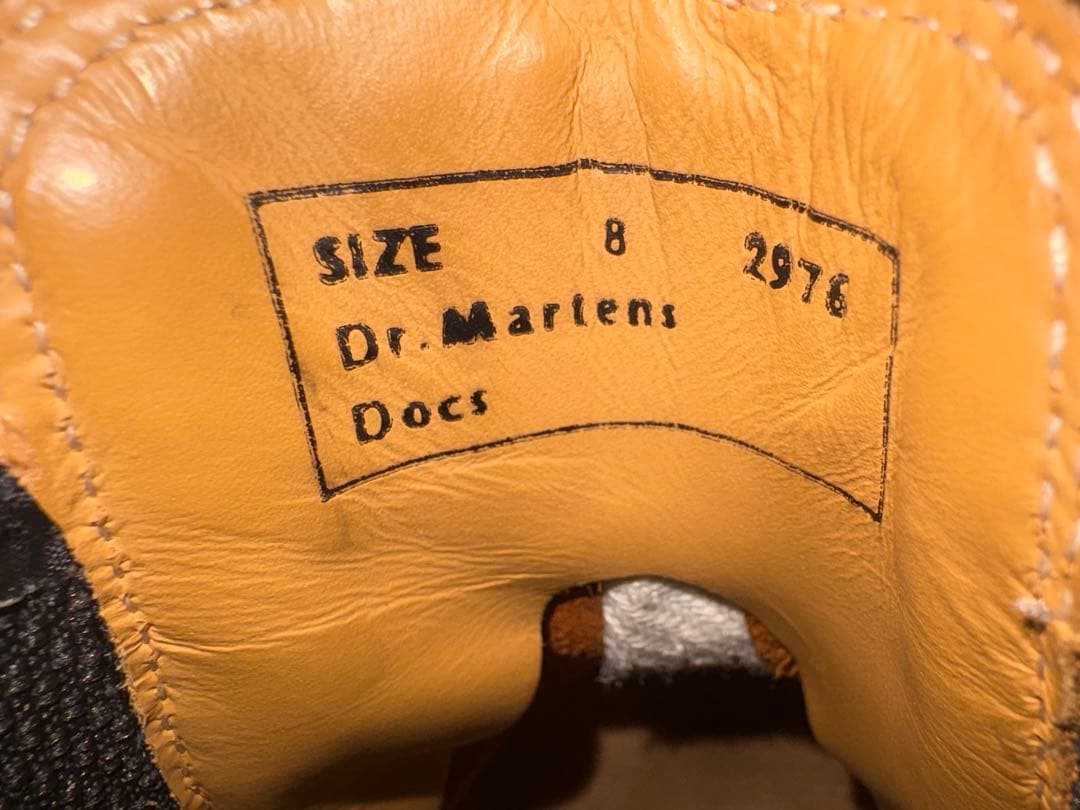 SIZE 8 2976
Dr. Martens
Docs